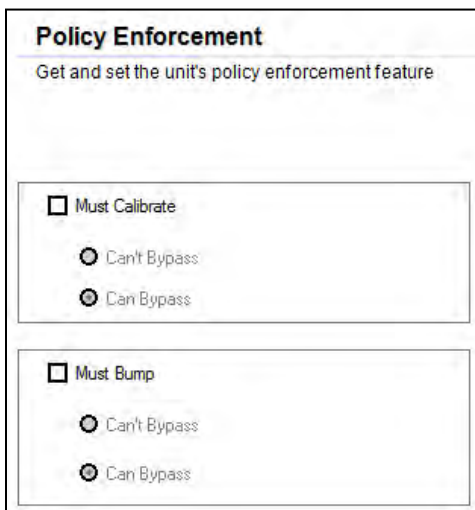 Policy Enforcement
Get and set the unit's policy enforcement feature
Must Calibrate
Can't Bypass
Can Bypass
Must Bump
Can't Bypass
Can Bypass